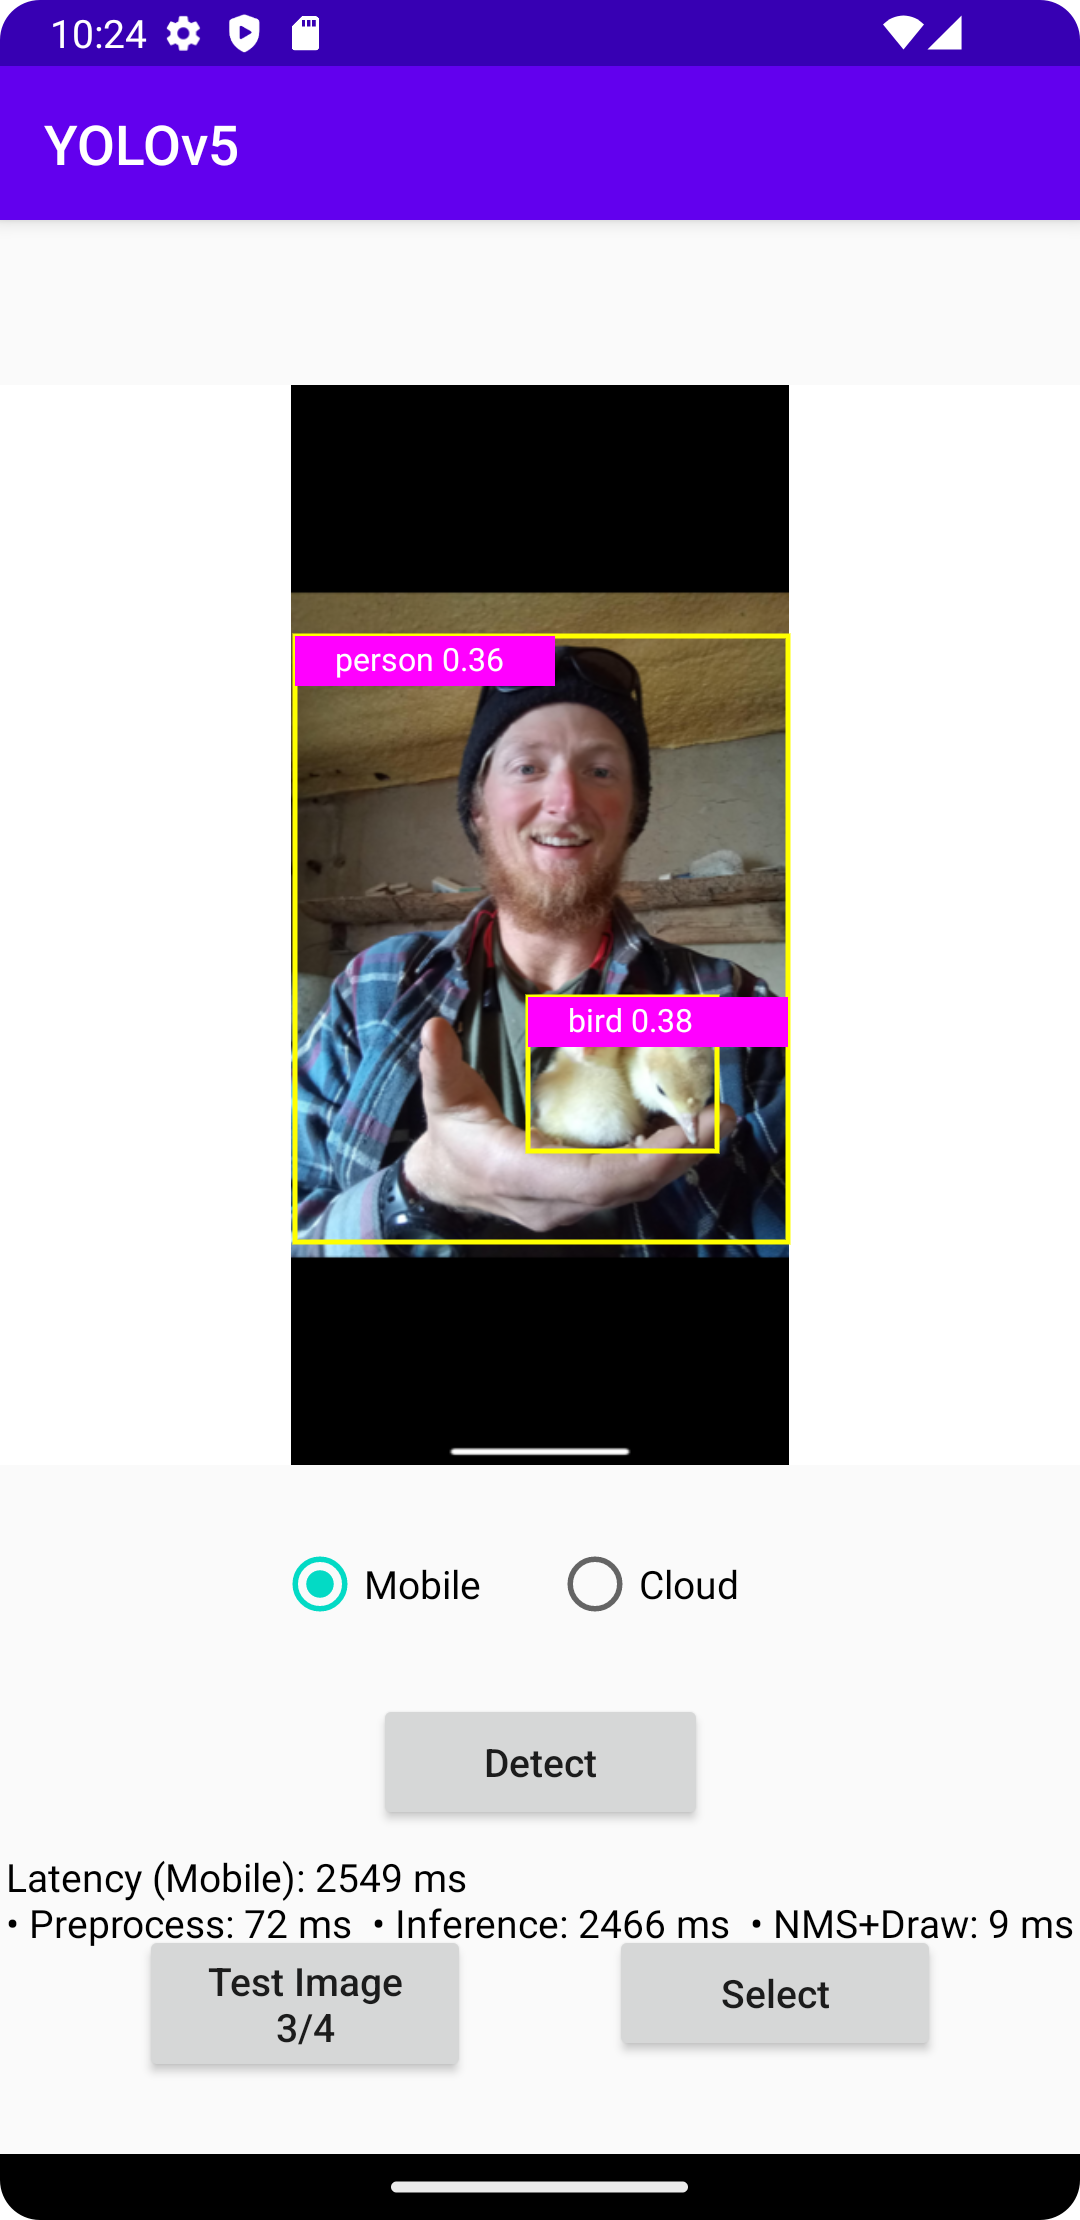 10:24
YOLOv5
person 0.36
bird 0.38
Mobile
Cloud
Detect
Latency (Mobile): 2549 ms
• Preprocess: 72 ms • Inference: 2466 ms • NMS+Draw: 9 ms
Test Image
3/4
Select